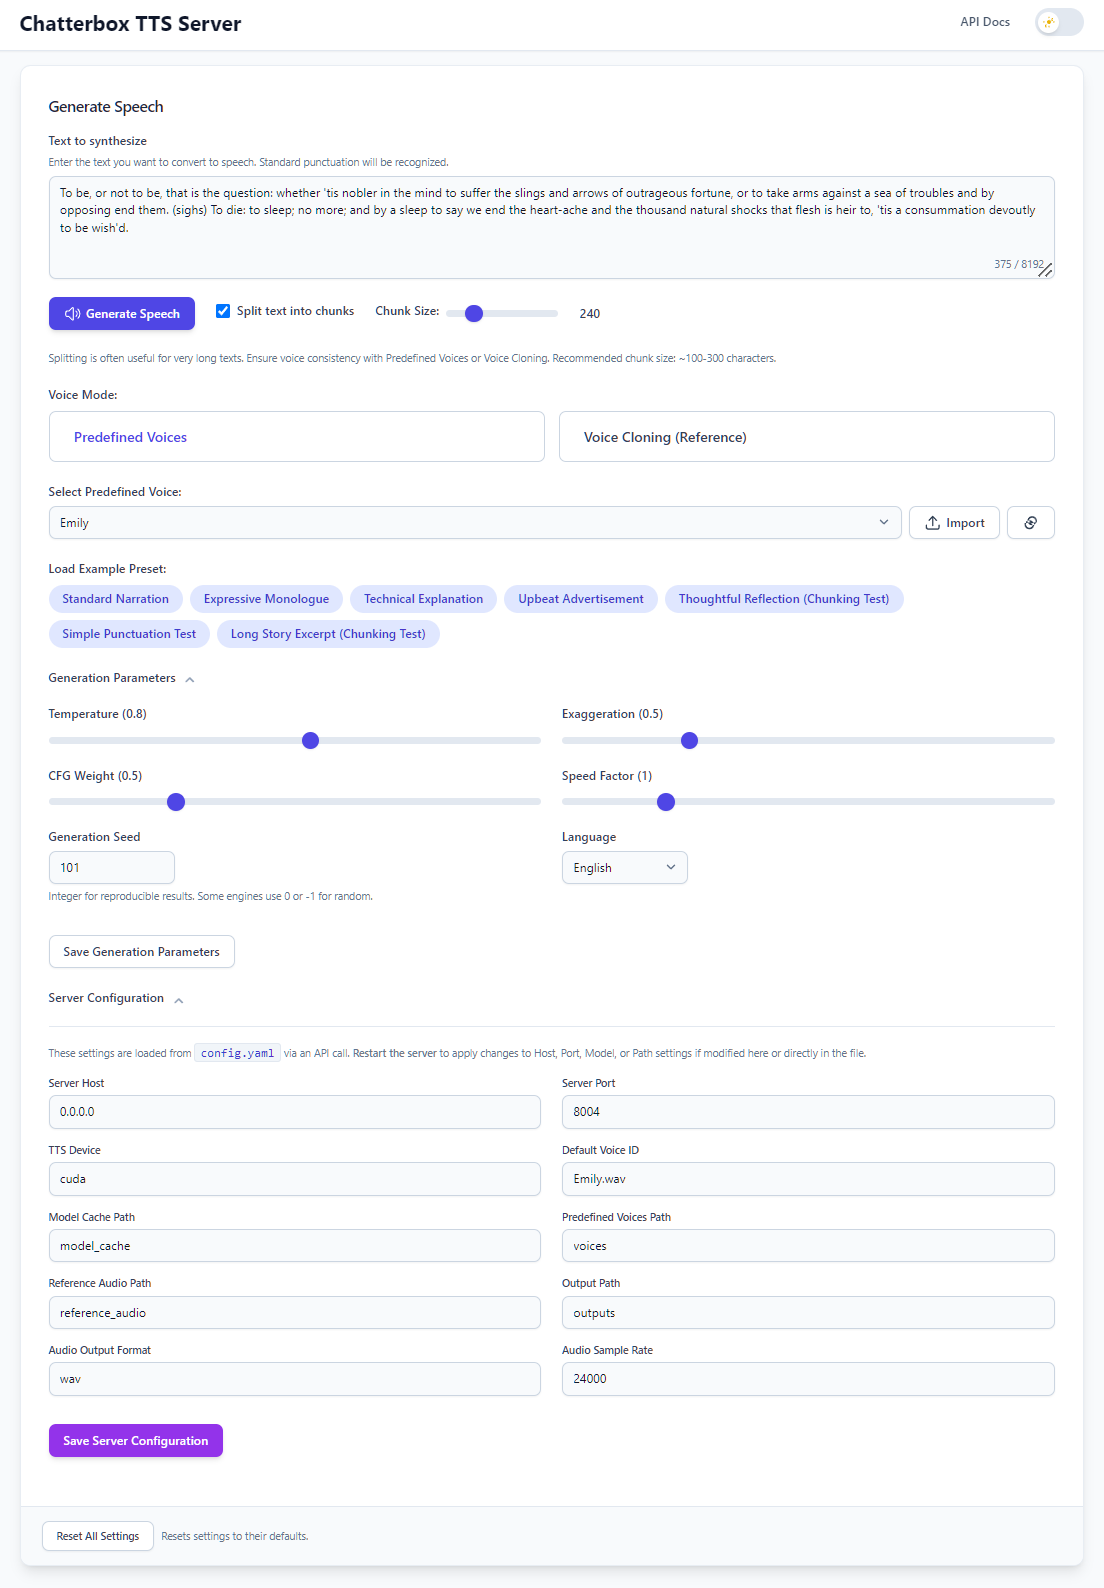 Chatterbox TTS Server
API Docs
Generate Speech
Text to synthesize
Enter the text you want to convert to speech. Standard punctuation will be recognized.
To be, or not to be, that is the question: whether 'tis nobler in the mind to suffer the slings and arrows of outrageous fortune, or to take arms against a sea of troubles and by
opposing end them. (sighs) To die: to sleep; no more; and by a sleep to say we end the heart-ache and the thousand natural shocks that flesh is heir to, 'tis a consummation devoutly
to be wish'd.
375 / 8192
Generate Speech
Split text into chunks
Chunk Size:
240
Splitting is often useful for very long texts. Ensure voice consistency with Predefined Voices or Voice Cloning. Recommended chunk size: ~100-300 characters.
Voice Mode:
Predefined Voices
Voice Cloning (Reference)
Select Predefined Voice:
Emily
Import
Load Example Preset:
Standard Narration
Expressive Monologue
Technical Explanation
Upbeat Advertisement
Thoughtful Reflection (Chunking Test)
Simple Punctuation Test
Long Story Excerpt (Chunking Test)
Generation Parameters
Temperature (0.8)
Exaggeration (0.5)
CFG Weight (0.5)
Speed Factor (1)
Generation Seed
Language
101
English
Integer for reproducible results. Some engines use 0 or -1 for random.
Save Generation Parameters
Server Configuration
These settings are loaded from config.yaml via an API call. Restart the server to apply changes to Host, Port, Model, or Path settings if modified here or directly in the file.
Server Host
Server Port
0.0.0.0
8004
TTS Device
Default Voice ID
cuda
Emily.wav
Model Cache Path
Predefined Voices Path
model_cache
voices
Reference Audio Path
Output Path
reference_audio
outputs
Audio Output Format
Audio Sample Rate
wav
24000
Save Server Configuration
Reset All Settings
Resets settings to their defaults.